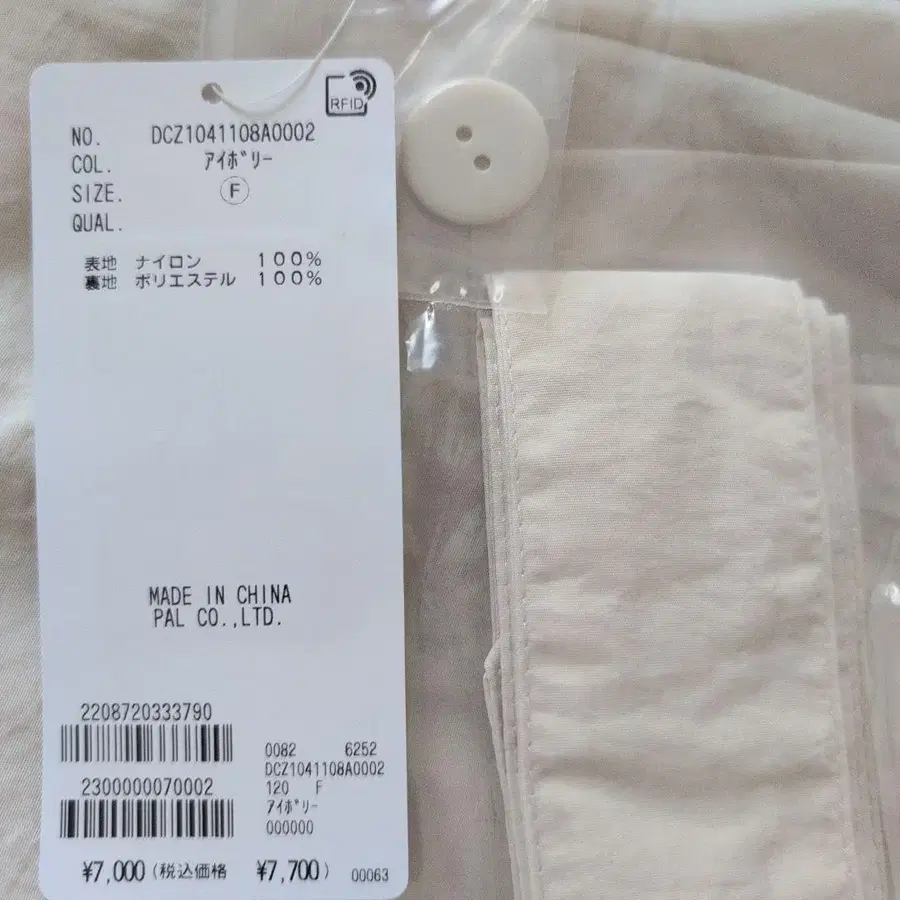 RFID
NO. DCZ1041108A0002
COL. アイボリー
SIZE. F
QUAL.
表地 ナイロン 100%
裏地 ポリエステル 100%
MADE IN CHINA
PAL CO.,LTD.
2208720333790
0082 6252
DCZ1041108A0002
2300000070002
120 F
アイボリー
000000
¥7,000 (税込価格 ¥7,700) 00063